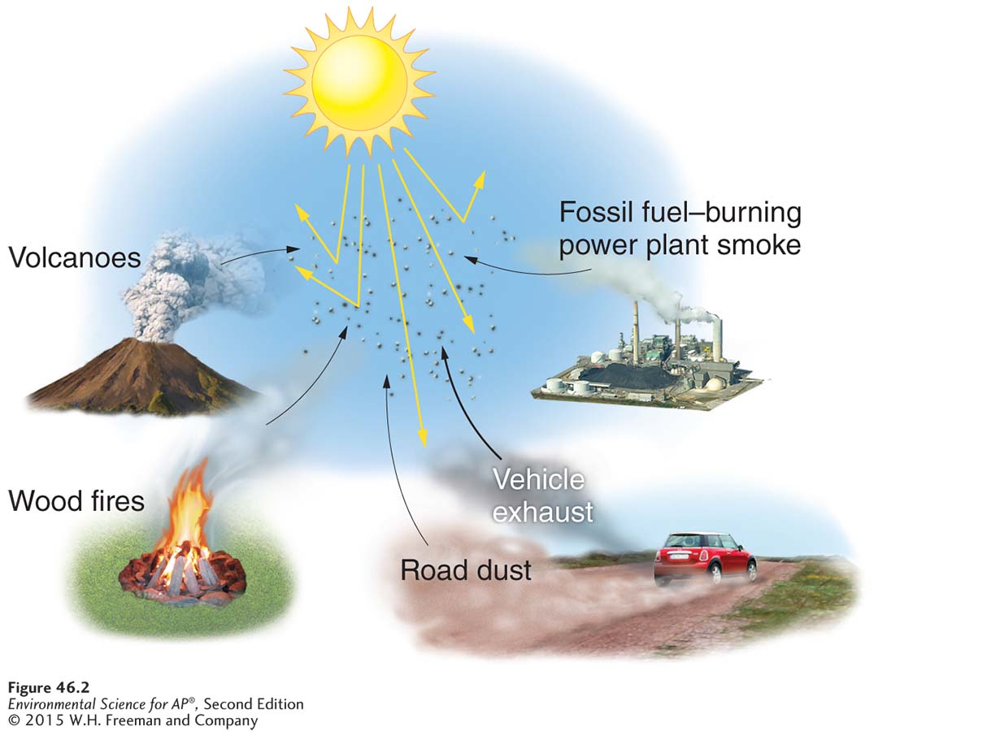 Fossil fuel–burning
power plant smoke
Volcanoes
Vehicle
exhaust
Wood fires
Road dust
Figure 46.2
Environmental Science for AP®, Second Edition
© 2015 W.H. Freeman and Company